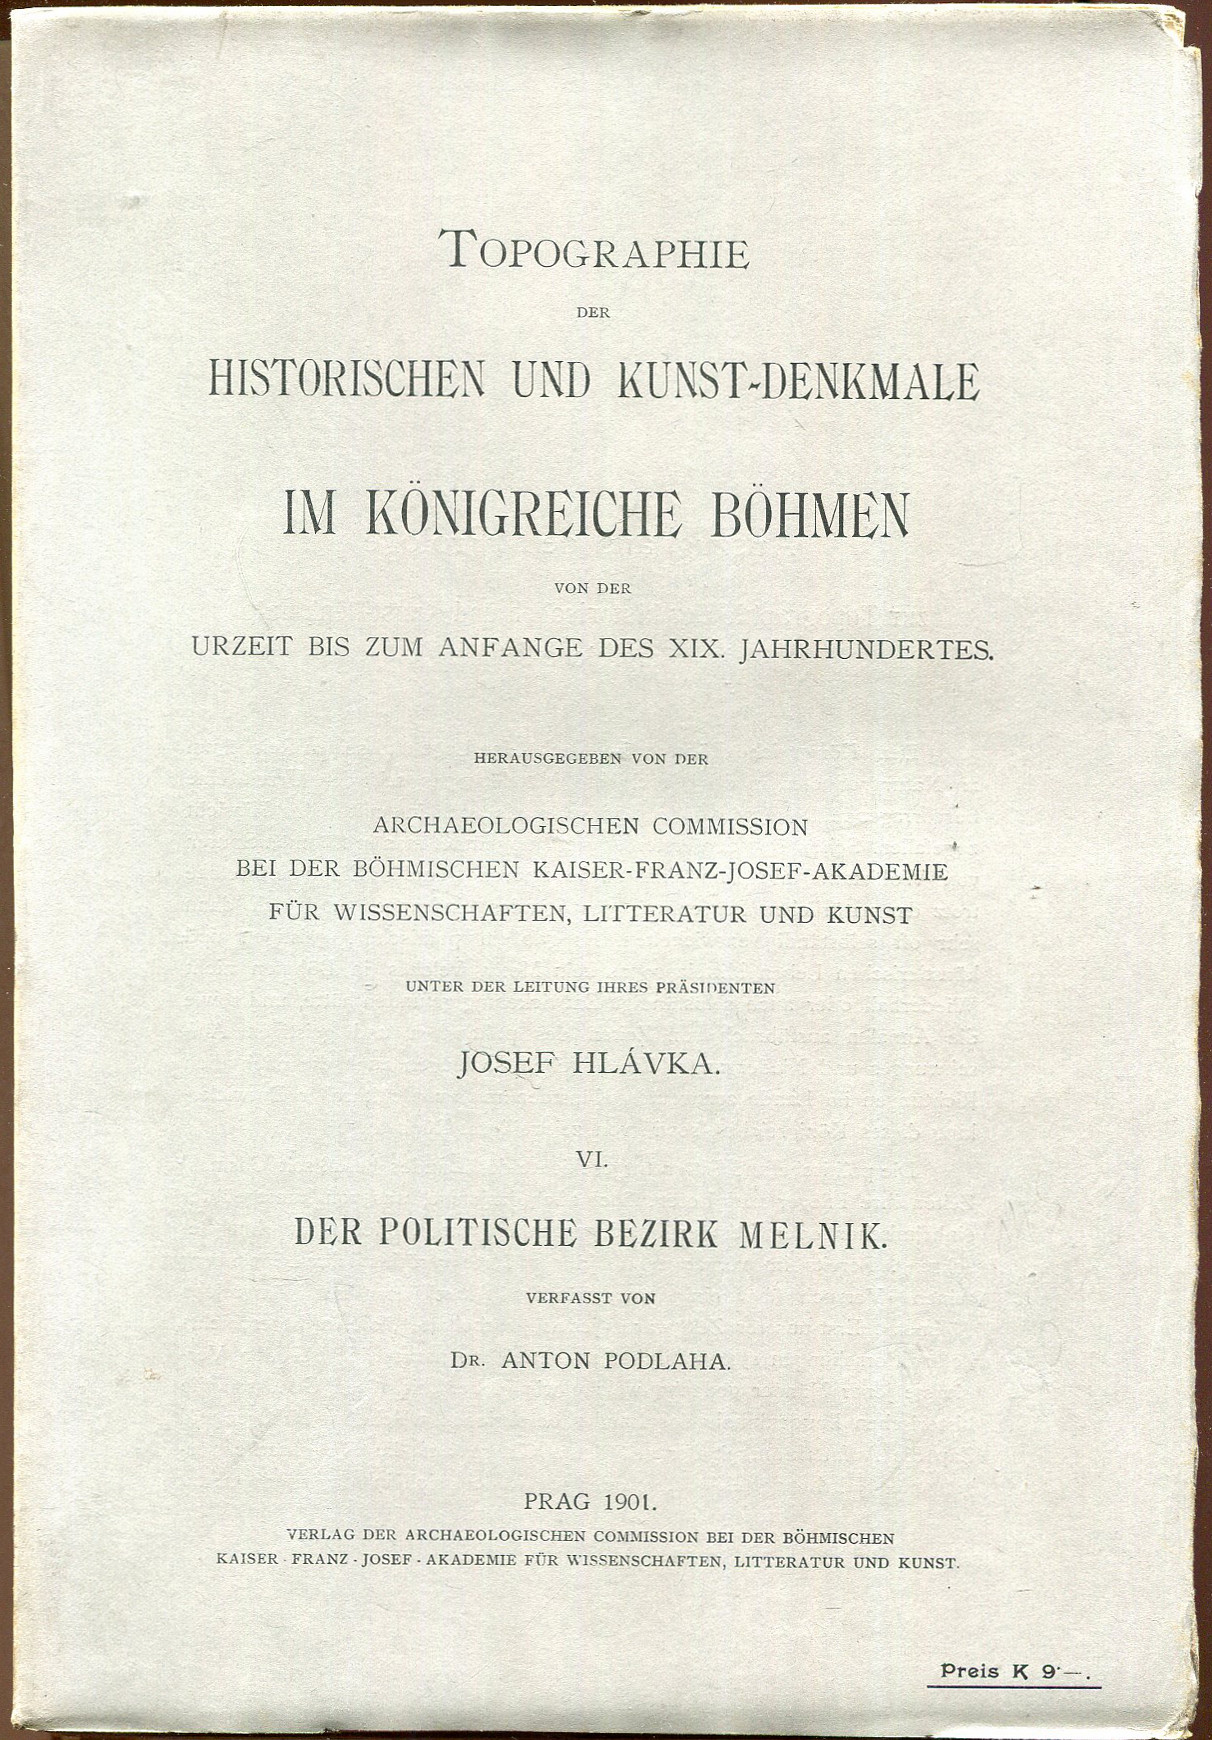 TOPOGRAPHIE
DER
HISTORISCHEN UND KUNST-DENKMALE
IM KÖNIGREICHE BÖHMEN
VON DER
URZEIT BIS ZUM ANFANGE DES XIX. JAHRHUNDERTES.
HERAUSGEGEBEN VON DER
ARCHAEOLOGISCHEN COMMISSION
BEI DER BÖHMISCHEN KAISER-FRANZ-JOSEF-AKADEMIE
FÜR WISSENSCHAFTEN, LITTERATUR UND KUNST
UNTER DER LEITUNG IHRES PRÄSIDENTEN
JOSEF HLÁVKA.
VI.
DER POLITISCHE BEZIRK MELNIK.
VERFASST VON
DR. ANTON PODLAHA.
PRAG 1901.
VERLAG DER ARCHAEOLOGISCHEN COMMISSION BEI DER BÖHMISCHEN
KAISER-FRANZ-JOSEF-AKADEMIE FÜR WISSENSCHAFTEN, LITTERATUR UND KUNST.
Preis K 9·—.